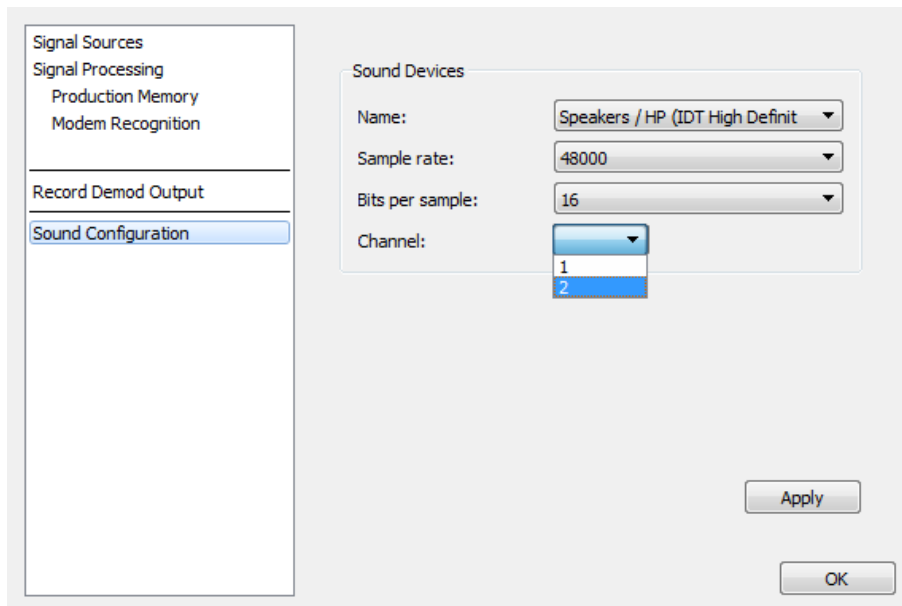 Signal Sources
Signal Processing
Production Memory
Modem Recognition
Record Demod Output
Sound Configuration
Sound Devices
Name: Speakers / HP (IDT High Definit
Sample rate: 48000
Bits per sample: 16
Channel:
1
2
Apply
OK